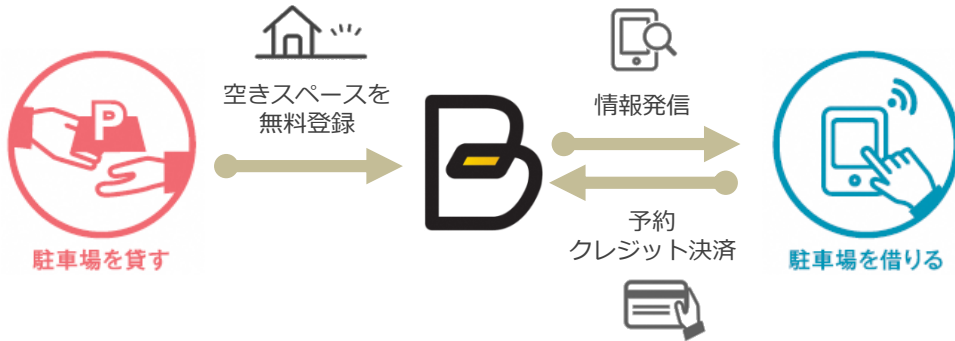 空きスペースを
無料登録
P
駐車場を貸す
B
情報発信
予約
クレジット決済
駐車場を借りる